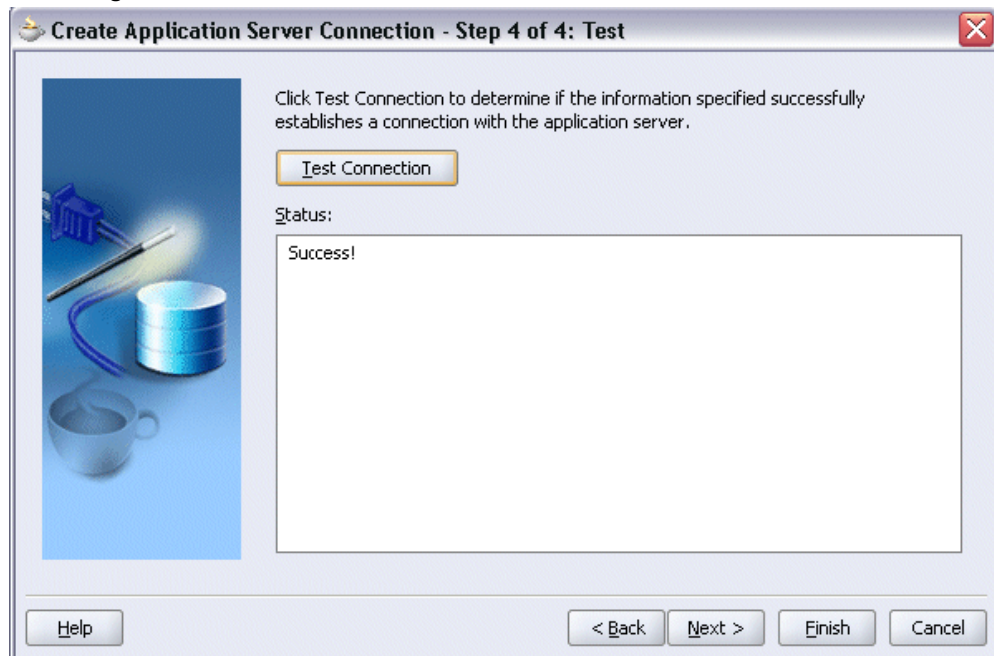 Create Application Server Connection - Step 4 of 4: Test
Click Test Connection to determine if the information specified successfully
establishes a connection with the application server.
Test Connection
Status:
Success!
Help
< Back
Next >
Finish
Cancel